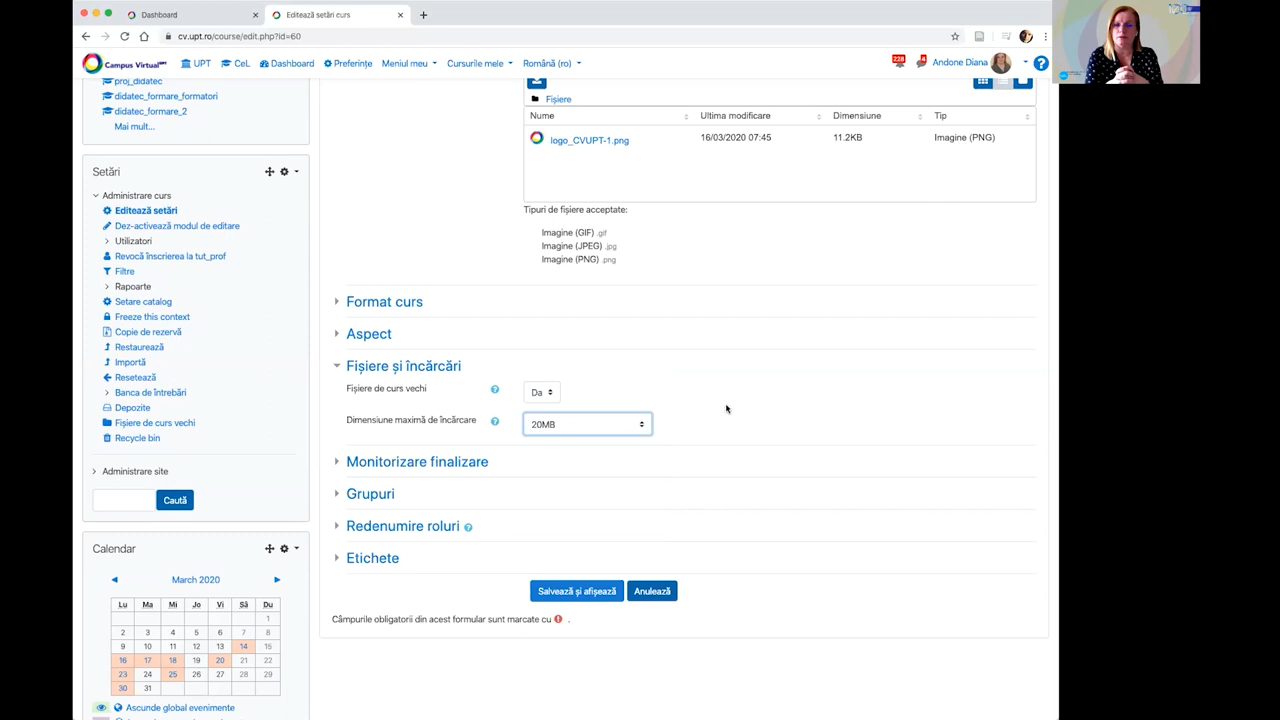 Dashboard
Editează setări curs
cv.upt.ro/course/edit.php?id=60
Campus Virtual UPT
UPT
CeL
Dashboard
Preferințe
Meniul meu
Cursurile mele
Română (ro)
228
Andone Diana
proj_didatec
didatec_formare_formatori
didatec_formare_2
Mai mult...
Setări
Administrare curs
Editează setări
Dez-activează modul de editare
Utilizatori
Revocă înscrierea la tut_prof
Filtre
Rapoarte
Setare catalog
Freeze this context
Copie de rezervă
Restaurează
Importă
Resetează
Banca de întrebări
Depozite
Fișiere de curs vechi
Recycle bin
Administrare site
Caută
Calendar
March 2020
Lu Ma Mi Jo Vi Sâ Du
1
2 3 4 5 6 7 8
9 10 11 12 13 14 15
16 17 18 19 20 21 22
23 24 25 26 27 28 29
30 31
Ascunde global evenimente
Fișiere
Nume Ultima modificare Dimensiune Tip
logo_CVUPT-1.png 16/03/2020 07:45 11.2KB Imagine (PNG)
Tipuri de fișiere acceptate:
Imagine (GIF) .gif
Imagine (JPEG) .jpg
Imagine (PNG) .png
Format curs
Aspect
Fișiere și încărcări
Fișiere de curs vechi
Da
Dimensiune maximă de încărcare
20MB
Monitorizare finalizare
Grupuri
Redenumire roluri
Etichete
Salvează și afișează
Anulează
Câmpurile obligatorii din acest formular sunt marcate cu .